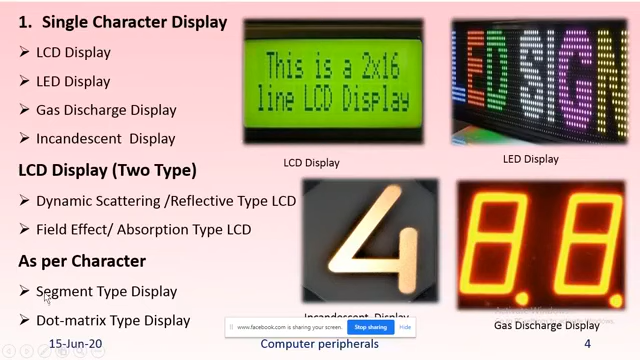 1. Single Character Display
➢ LCD Display
➢ LED Display
➢ Gas Discharge Display
➢ Incandescent Display
LCD Display (Two Type)
➢ Dynamic Scattering /Reflective Type LCD
➢ Field Effect/ Absorption Type LCD
As per Character
➢ Segment Type Display
➢ Dot-matrix Type Display
This is a 2x16
line LCD Display
LCD Display
LED SIGN
LED Display
4
Incandescent Display
8.8.
Gas Discharge Display
www.facebook.com is sharing your screen.
Stop sharing
Hide
15-Jun-20
Computer peripherals
4